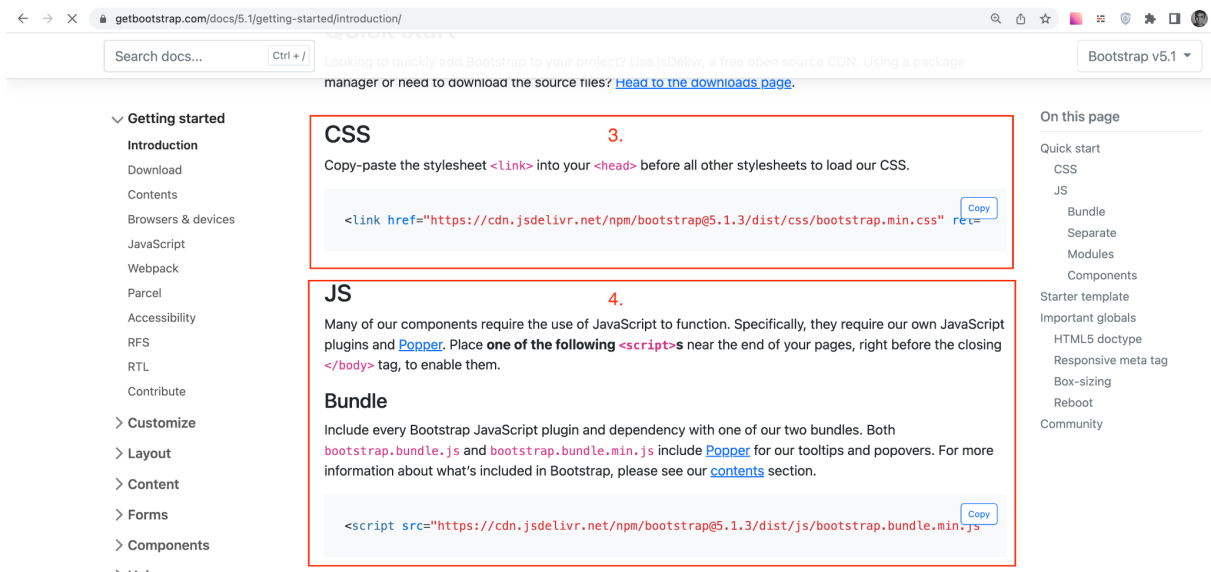 getbootstrap.com/docs/5.1/getting-started/introduction/
Search docs...
Ctrl + /
Bootstrap v5.1
Quick start
Looking to quickly add Bootstrap to your project? Use jsDelivr, a free open source CDN. Using a package
manager or need to download the source files? Head to the downloads page.
Getting started
Introduction
Download
Contents
Browsers & devices
JavaScript
Webpack
Parcel
Accessibility
RFS
RTL
Contribute
Customize
Layout
Content
Forms
Components
CSS
3.
Copy-paste the stylesheet <link> into your <head> before all other stylesheets to load our CSS.
Copy
<link href="https://cdn.jsdelivr.net/npm/bootstrap@5.1.3/dist/css/bootstrap.min.css" rel=
JS
4.
Many of our components require the use of JavaScript to function. Specifically, they require our own JavaScript
plugins and Popper. Place one of the following <script>s near the end of your pages, right before the closing
</body> tag, to enable them.
Bundle
Include every Bootstrap JavaScript plugin and dependency with one of our two bundles. Both
bootstrap.bundle.js and bootstrap.bundle.min.js include Popper for our tooltips and popovers. For more
information about what's included in Bootstrap, please see our contents section.
Copy
<script src="https://cdn.jsdelivr.net/npm/bootstrap@5.1.3/dist/js/bootstrap.bundle.min.js
On this page
Quick start
CSS
JS
Bundle
Separate
Modules
Components
Starter template
Important globals
HTML5 doctype
Responsive meta tag
Box-sizing
Reboot
Community